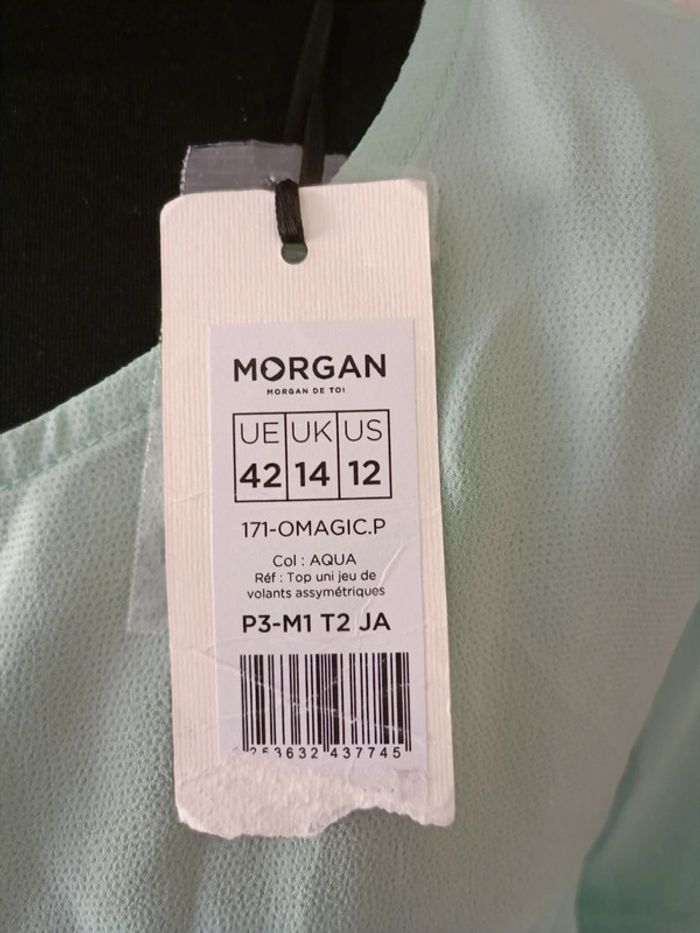 MORGAN
MORGAN DE TOI
UE UK US
42 14 12
171-OMAGIC.P
Col : AQUA
Réf : Top uni jeu de
volants assymétriques
P3-M1 T2 JA
253632 437745